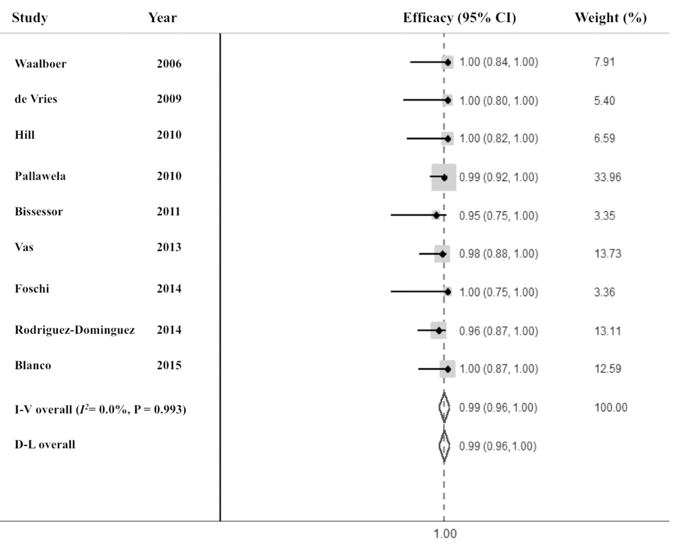 Study Year Efficacy (95% CI) Weight (%)
Waalboer 2006 1.00 (0.84, 1.00) 7.91
de Vries 2009 1.00 (0.80, 1.00) 5.40
Hill 2010 1.00 (0.82, 1.00) 6.59
Pallawela 2010 0.99 (0.92, 1.00) 33.96
Bissessor 2011 0.95 (0.75, 1.00) 3.35
Vas 2013 0.98 (0.88, 1.00) 13.73
Foschi 2014 1.00 (0.75, 1.00) 3.36
Rodriguez-Dominguez 2014 0.96 (0.87, 1.00) 13.11
Blanco 2015 1.00 (0.87, 1.00) 12.59
I-V overall (I²= 0.0%, P = 0.993) 0.99 (0.96, 1.00) 100.00
D-L overall 0.99 (0.96, 1.00)
1.00